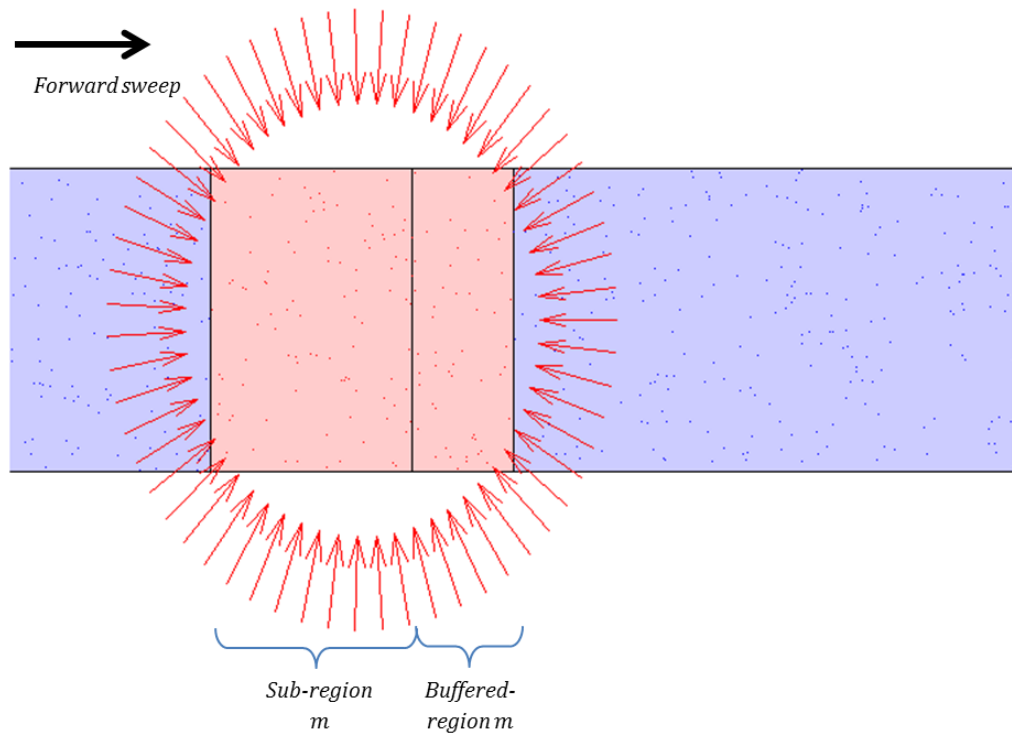 Forward sweep
Sub-region
m
Buffered-
region m